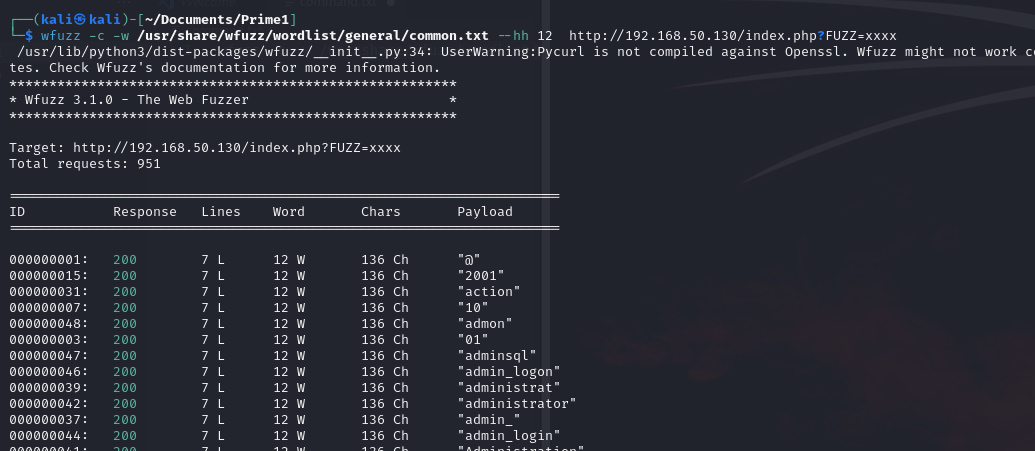 ┌──(kali㉿kali)-[~/Documents/Prime1]
└─$ wfuzz -c -w /usr/share/wfuzz/wordlist/general/common.txt --hh 12  http://192.168.50.130/index.php?FUZZ=xxxx
 /usr/lib/python3/dist-packages/wfuzz/__init__.py:34: UserWarning:Pycurl is not compiled against Openssl. Wfuzz might not work
tes. Check Wfuzz's documentation for more information.
********************************************************
* Wfuzz 3.1.0 - The Web Fuzzer                         *
********************************************************
Target: http://192.168.50.130/index.php?FUZZ=xxxx
Total requests: 951
=====================================================================
ID           Response   Lines    Word       Chars       Payload
=====================================================================
000000001:   200        7 L      12 W       136 Ch      "@"
000000015:   200        7 L      12 W       136 Ch      "2001"
000000031:   200        7 L      12 W       136 Ch      "action"
000000007:   200        7 L      12 W       136 Ch      "10"
000000048:   200        7 L      12 W       136 Ch      "admon"
000000003:   200        7 L      12 W       136 Ch      "01"
000000047:   200        7 L      12 W       136 Ch      "adminsql"
000000046:   200        7 L      12 W       136 Ch      "admin_logon"
000000039:   200        7 L      12 W       136 Ch      "administrat"
000000042:   200        7 L      12 W       136 Ch      "administrator"
000000037:   200        7 L      12 W       136 Ch      "admin_"
000000044:   200        7 L      12 W       136 Ch      "admin_login"
000000041:   200        7 L      12 W       136 Ch      "Administration"